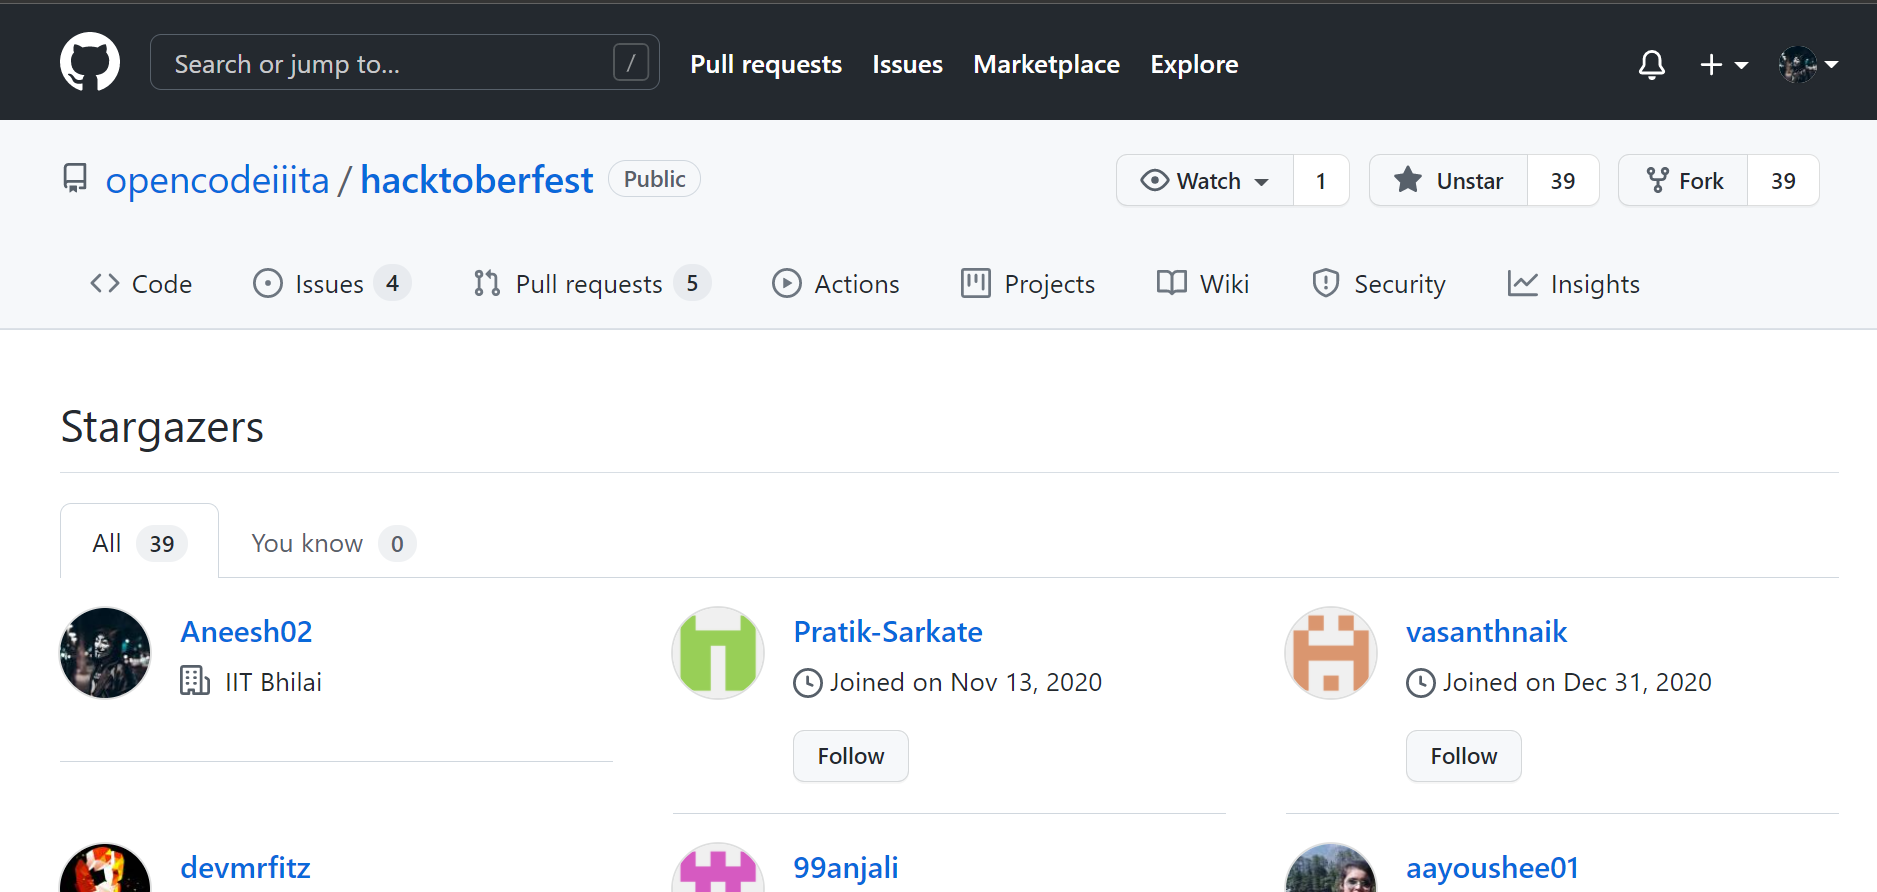 Search or jump to... /
Pull requests Issues Marketplace Explore
opencodeiiita / hacktoberfest Public
Watch 1 Unstar 39 Fork 39
Code Issues 4 Pull requests 5 Actions Projects Wiki Security Insights
Stargazers
All 39 You know 0
Aneesh02
IIT Bhilai
Pratik-Sarkate
Joined on Nov 13, 2020
Follow
vasanthnaik
Joined on Dec 31, 2020
Follow
devmrfitz
99anjali
aayoushee01